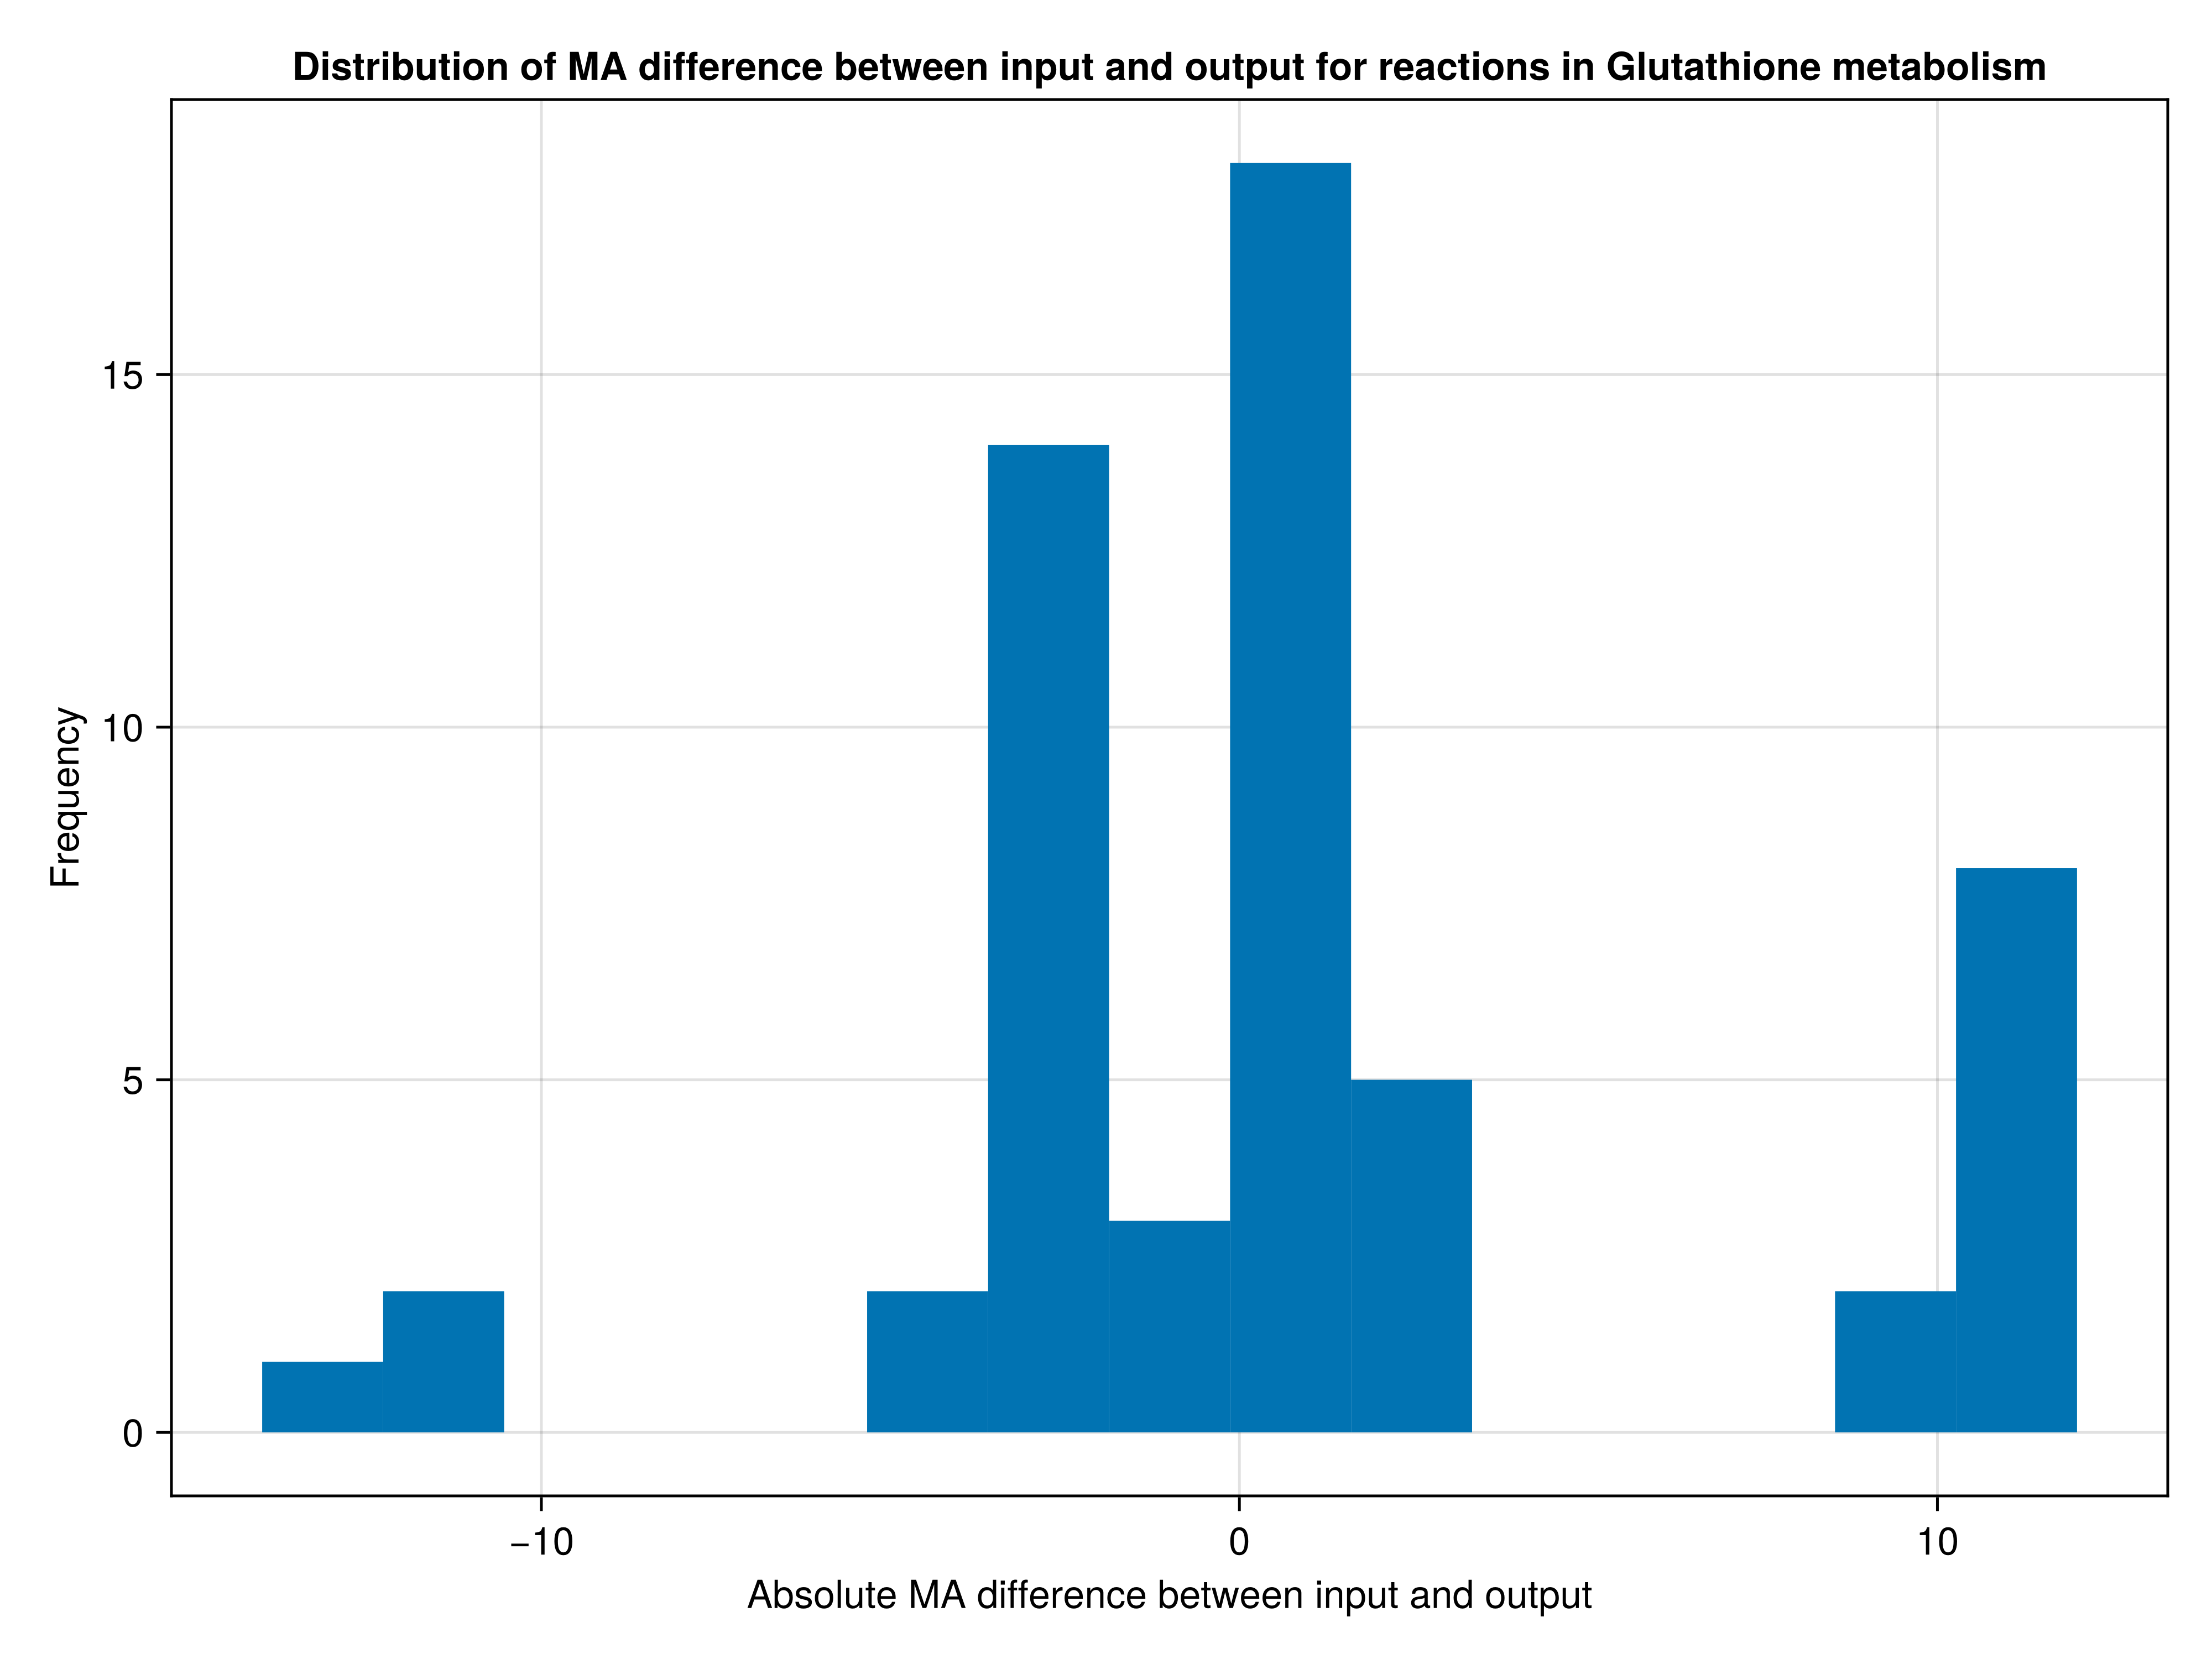 Distribution of MA difference between input and output for reactions in Glutathione metabolism
15
10
5
0
Frequency
−10
0
10
Absolute MA difference between input and output